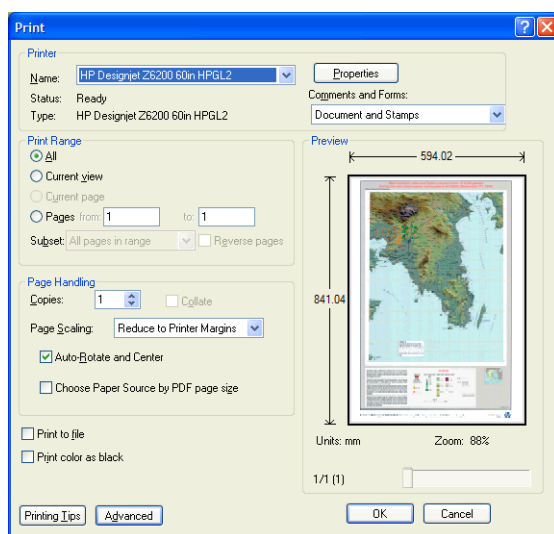 Print
Printer
Name: HP Designjet Z6200 60in HPGL2
Properties
Status: Ready
Comments and Forms:
Type: HP Designjet Z6200 60in HPGL2
Document and Stamps
Print Range
All
Current view
Current page
Pages from: 1 to: 1
Subset: All pages in range
Reverse pages
Page Handling
Copies: 1
Collate
Page Scaling: Reduce to Printer Margins
Auto-Rotate and Center
Choose Paper Source by PDF page size
Print to file
Print color as black
Preview
594.02
841.04
Units: mm Zoom: 88%
1/1 (1)
Printing Tips
Advanced
OK
Cancel